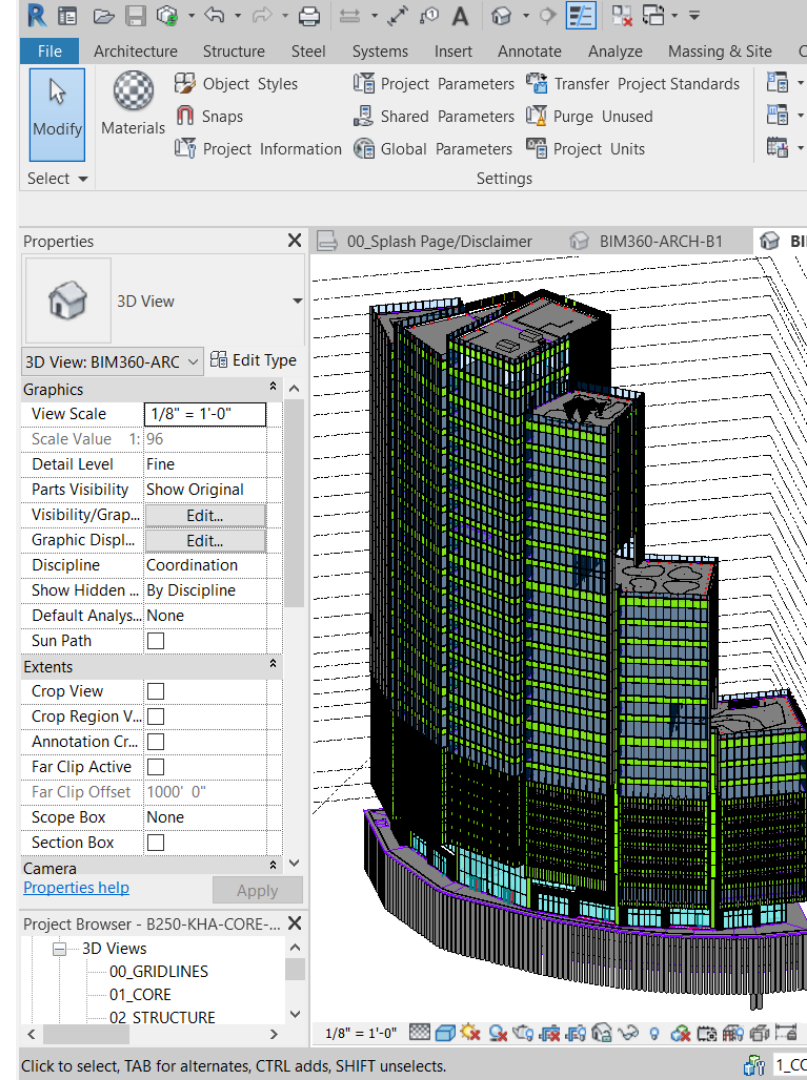 File Architecture Structure Steel Systems Insert Annotate Analyze Massing & Site
Modify
Materials
Object Styles
Snaps
Project Information
Project Parameters
Shared Parameters
Global Parameters
Transfer Project Standards
Purge Unused
Project Units
Select
Settings
Properties
00_Splash Page/Disclaimer
BIM360-ARCH-B1
BI
3D View
3D View: BIM360-ARC
Edit Type
Graphics
View Scale 1/8" = 1'-0"
Scale Value 1: 96
Detail Level Fine
Parts Visibility Show Original
Visibility/Grap... Edit...
Graphic Displ... Edit...
Discipline Coordination
Show Hidden ... By Discipline
Default Analys... None
Sun Path
Extents
Crop View
Crop Region V...
Annotation Cr...
Far Clip Active
Far Clip Offset 1000' 0"
Scope Box None
Section Box
Camera
Properties help
Apply
Project Browser - B250-KHA-CORE-...
3D Views
00_GRIDLINES
01_CORE
02_STRUCTURE
1/8" = 1'-0"
Click to select, TAB for alternates, CTRL adds, SHIFT unselects.
1_CO